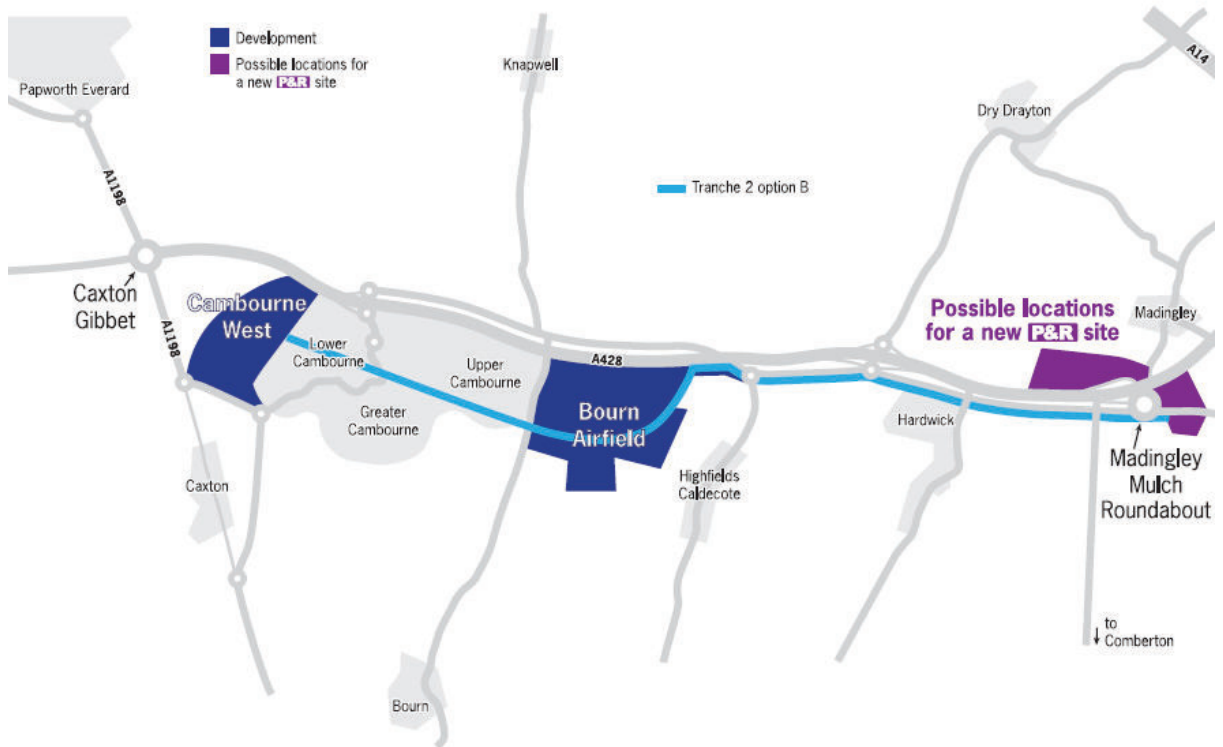 Development
Possible locations for
a new P&R site
Knapwell
A14
Papworth Everard
Dry Drayton
A1198
Tranche 2 option B
Caxton
Gibbet
Cambourne
West
Possible locations
for a new P&R site
Madingley
A1198
Lower
Cambourne
Upper
Cambourne
A428
Greater
Cambourne
Bourn
Airfield
Hardwick
Madingley
Mulch
Roundabout
Caxton
Highfields
Caldecote
to
Comberton
Bourn